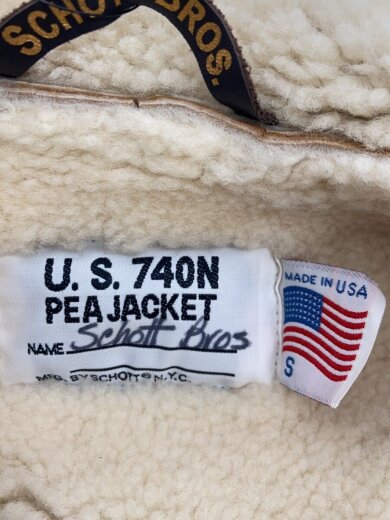 SCHOTT BROS.
U. S. 740N
PEA JACKET
NAME Schott Bros
MFG. BY SCHOTT® N.Y.C.
MADE IN USA
S